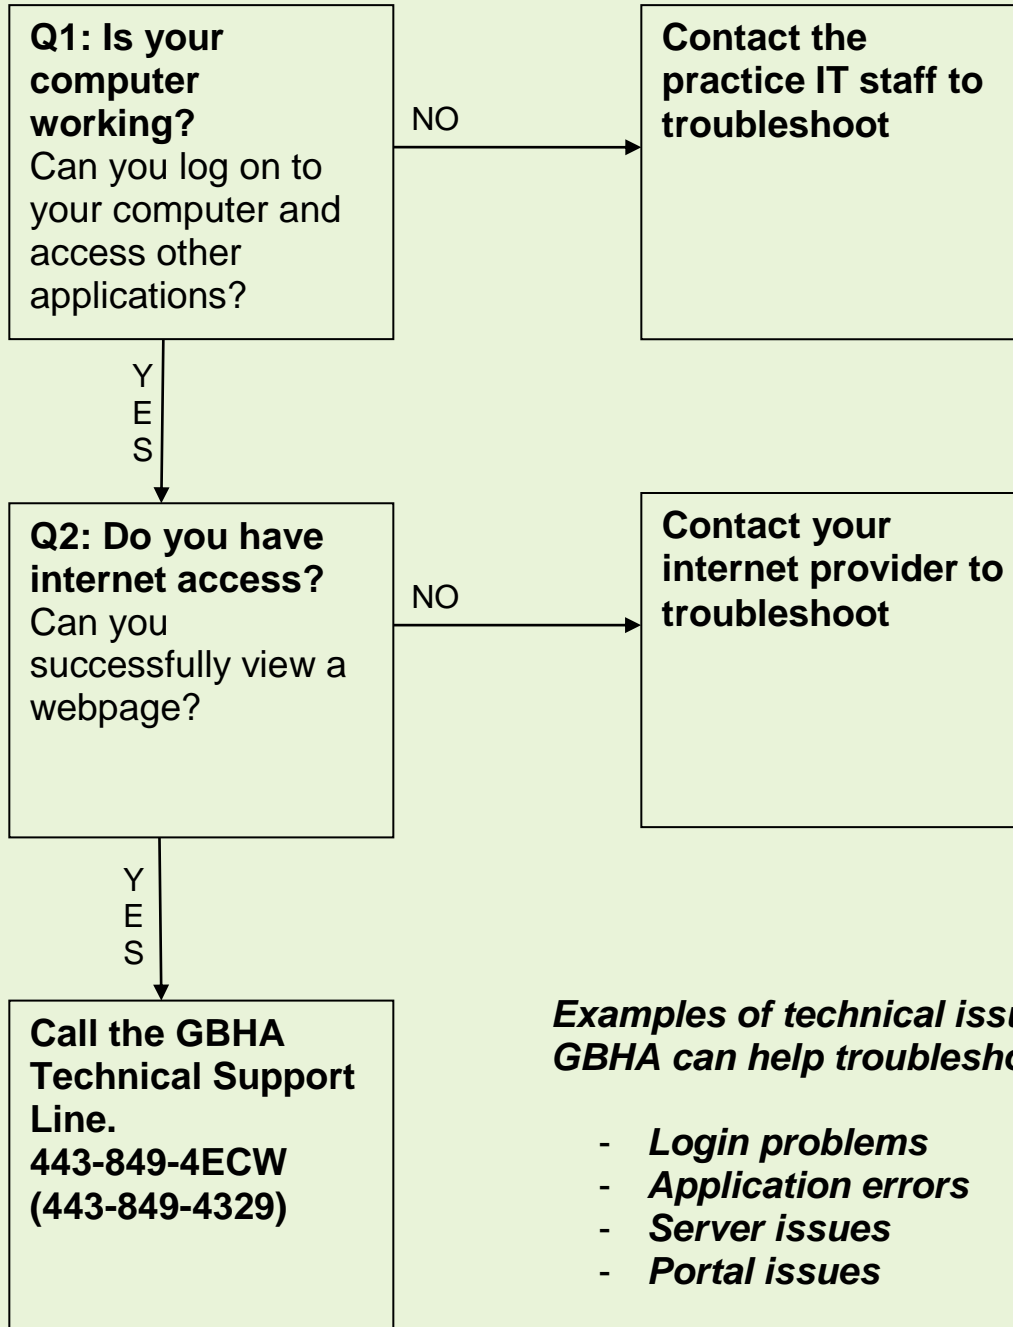 Q1: Is your
computer
working?
Can you log on to
your computer and
access other
applications?
NO
Contact the
practice IT staff to
troubleshoot
Y
E
S
Q2: Do you have
internet access?
Can you
successfully view a
webpage?
NO
Contact your
internet provider to
troubleshoot
Y
E
S
Call the GBHA
Technical Support
Line.
443-849-4ECW
(443-849-4329)
Examples of technical
GBHA can help
- Login problems
- Application errors
- Server issues
- Portal issues